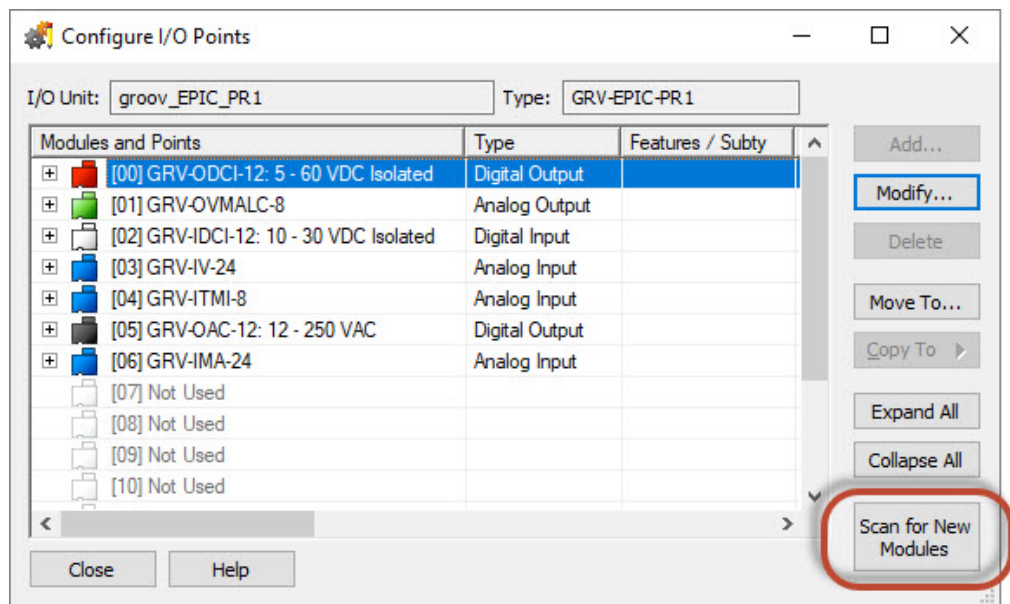 Configure I/O Points
I/O Unit: groov_EPIC_PR1 Type: GRV-EPIC-PR1
Modules and Points Type Features / Subty
[00] GRV-ODCI-12: 5 - 60 VDC Isolated Digital Output
[01] GRV-OVMALC-8 Analog Output
[02] GRV-IDCI-12: 10 - 30 VDC Isolated Digital Input
[03] GRV-IV-24 Analog Input
[04] GRV-ITMI-8 Analog Input
[05] GRV-OAC-12: 12 - 250 VAC Digital Output
[06] GRV-IMA-24 Analog Input
[07] Not Used
[08] Not Used
[09] Not Used
[10] Not Used
Add...
Modify...
Delete
Move To...
Copy To
Expand All
Collapse All
Scan for New
Modules
Close Help